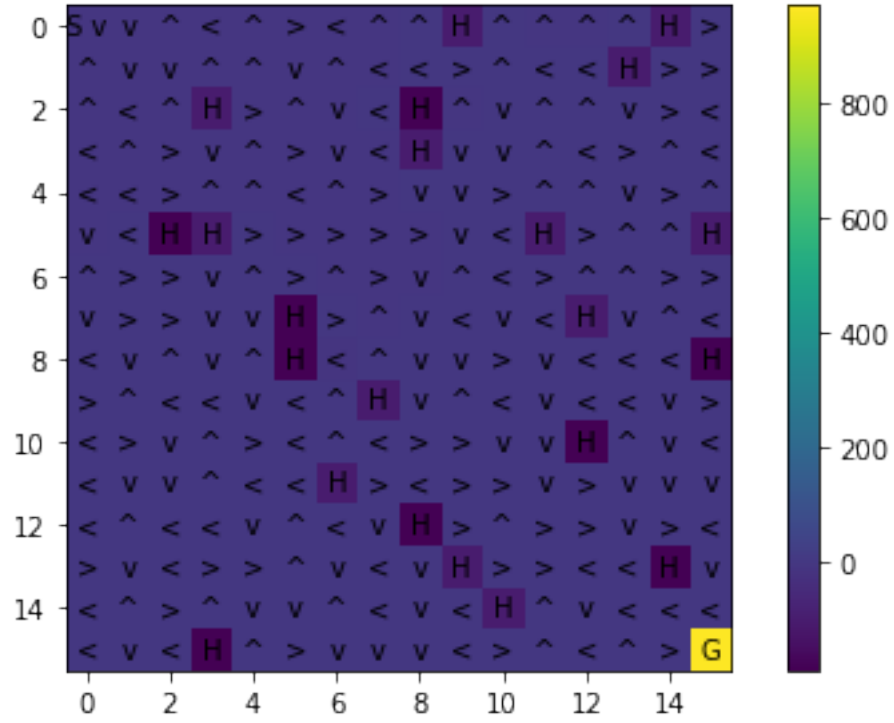 0 S v v ^ < ^ > < ^ ^ H ^ ^ ^ ^ H >
^ v v ^ ^ v ^ < < > ^ < < H > > 800
2 ^ < ^ H > ^ v < H ^ v ^ ^ v > <
< ^ > v ^ > v < H v v ^ < > ^ <
4 < < > ^ ^ < ^ > v v > ^ ^ v > ^ 600
v < H H > > > > > v < H > ^ ^ H
6 ^ > > v ^ > ^ > v ^ < > ^ ^ > >
v > > v v H > ^ v < v < H v ^ < 400
8 < v ^ v ^ H < ^ v v > v < < < H
> ^ < < v < ^ H v ^ < v < < v >
10 < > v ^ > < ^ < > > v v H ^ v < 200
< v v ^ < < H > < > > v > v v v
12 < ^ < < v ^ < v H > ^ > > v > <
> v < > > ^ v < v H > > < < H v 0
14 < ^ > ^ v v ^ < v < H ^ v < < <
< v < H ^ > v v v < > ^ < ^ > G
0 2 4 6 8 10 12 14